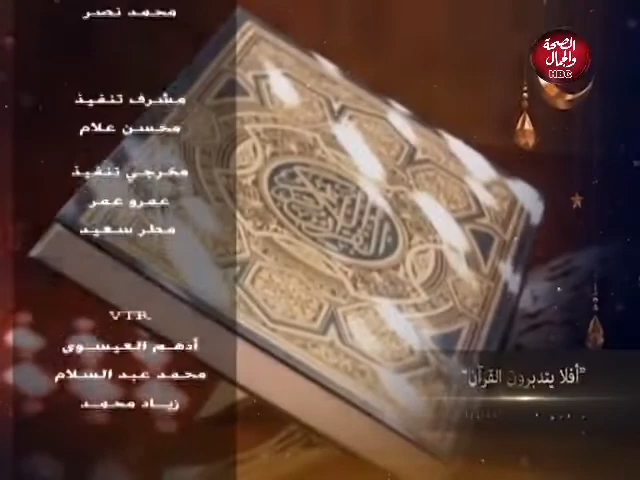 محمد نصر
مشرف تنفيذ
محسن علام
مخرجي تنفيذ
عمرو عمر
مطر سعيد
VTR
أدهم العيسوى
محمد عبد السلام
زياد محمد
الصحة
والجمال
HBC
"أفلا يتدبرون القرآن"